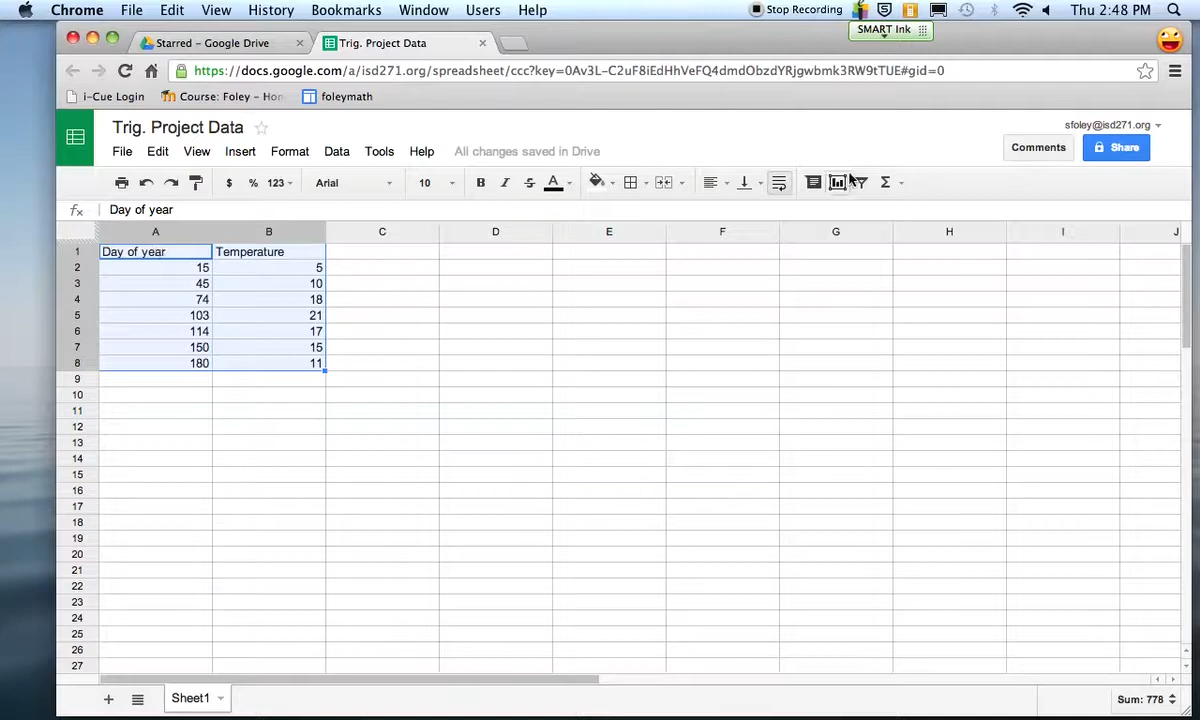 Chrome File Edit View History Bookmarks Window Users Help Stop Recording Thu 2:48 PM
SMART Ink
Starred – Google Drive Trig. Project Data
https://docs.google.com/a/isd271.org/spreadsheet/ccc?key=0Av3L-C2uF8iEdHhVeFQ4dmdObzdYRjgwbmk3RW9tTUE#gid=0
i-Cue Login Course: Foley - Hon foleymath
Trig. Project Data sfoley@isd271.org
File Edit View Insert Format Data Tools Help All changes saved in Drive Comments Share
$ % 123 Arial 10 B I S A Σ
fx Day of year
A B C D E F G H I J
1 Day of year Temperature
2 15 5
3 45 10
4 74 18
5 103 21
6 114 17
7 150 15
8 180 11
9
10
11
12
13
14
15
16
17
18
19
20
21
22
23
24
25
26
27
Sheet1 Sum: 778